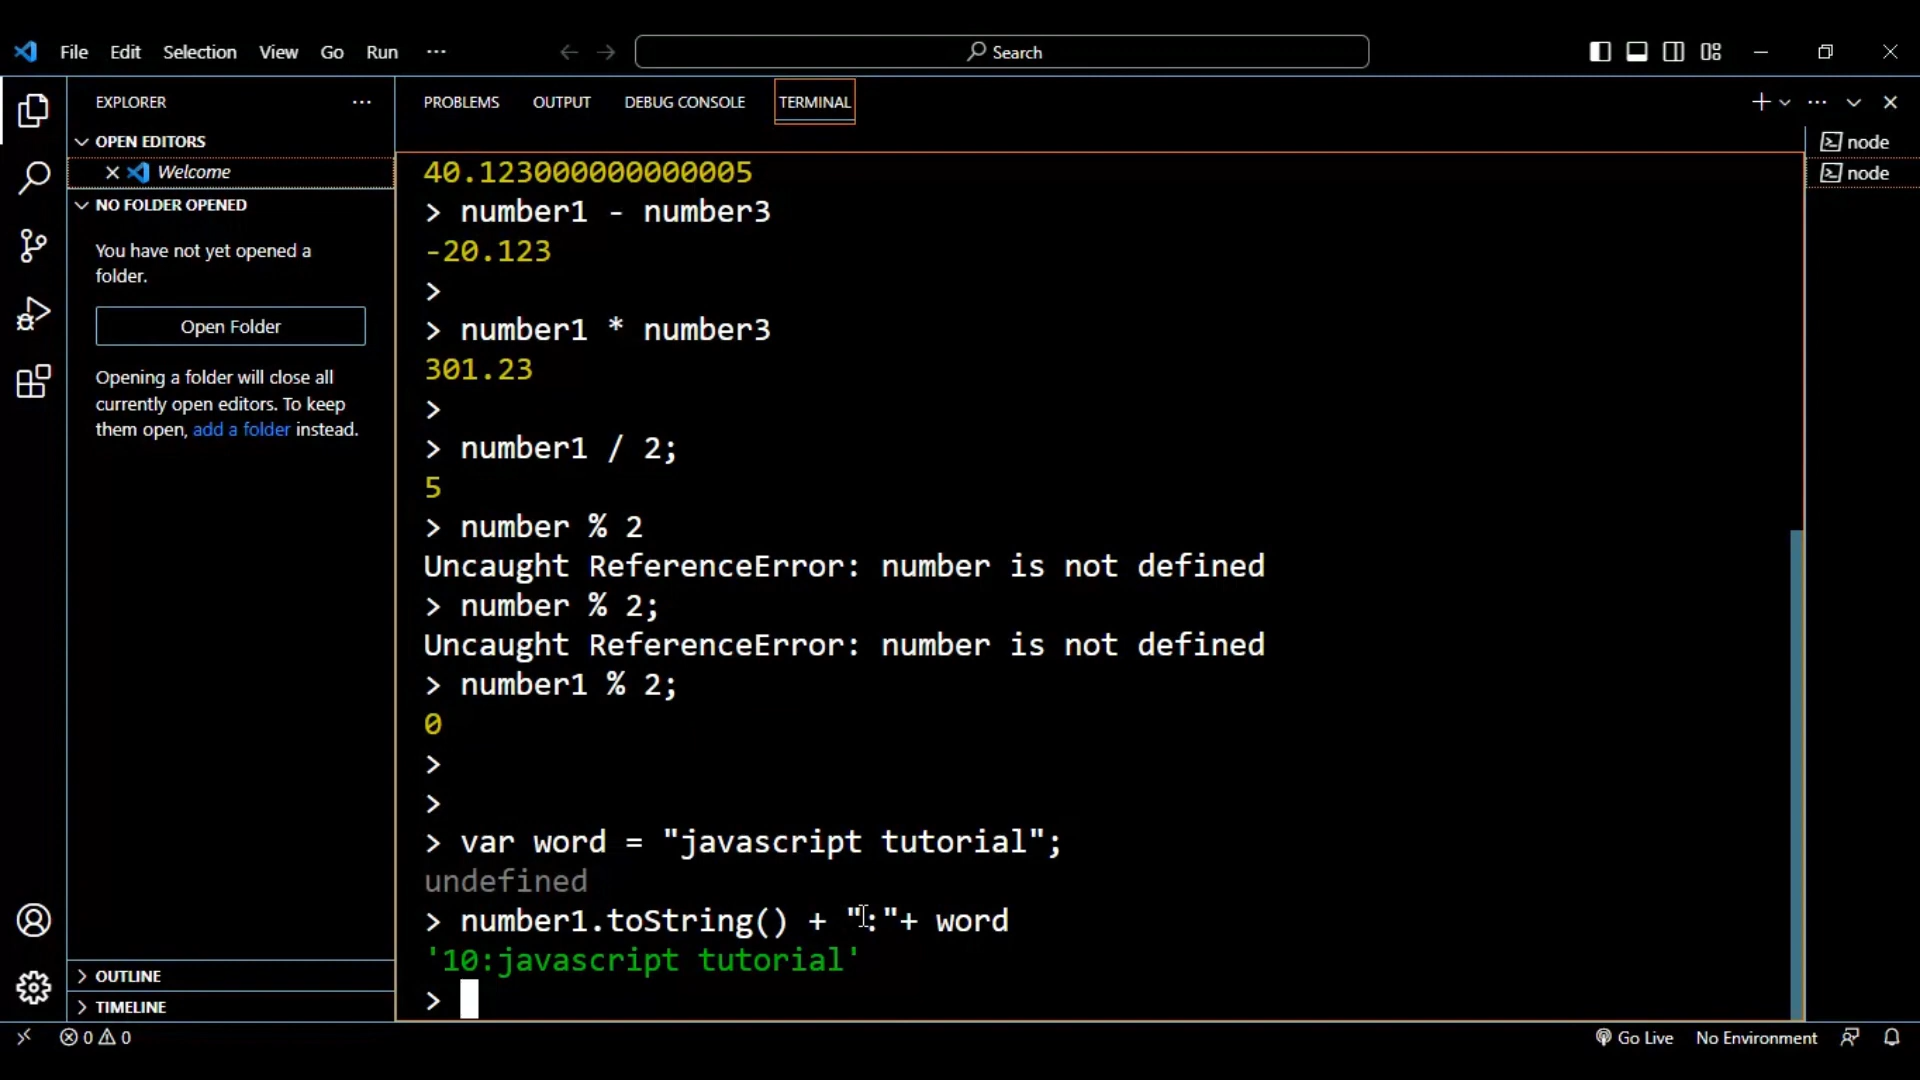 File Edit Selection View Go Run ···
Search
EXPLORER ···
OPEN EDITORS
Welcome
NO FOLDER OPENED
You have not yet opened a
folder.
Open Folder
Opening a folder will close all
currently open editors. To keep
them open, add a folder instead.
OUTLINE
TIMELINE
PROBLEMS OUTPUT DEBUG CONSOLE TERMINAL
40.123000000000005
> number1 - number3
-20.123
>
> number1 * number3
301.23
>
> number1 / 2;
5
> number % 2
Uncaught ReferenceError: number is not defined
> number % 2;
Uncaught ReferenceError: number is not defined
> number1 % 2;
0
>
>
> var word = "javascript tutorial";
undefined
> number1.toString() + ":"+ word
'10:javascript tutorial'
>
node
node
0 0
Go Live No Environment